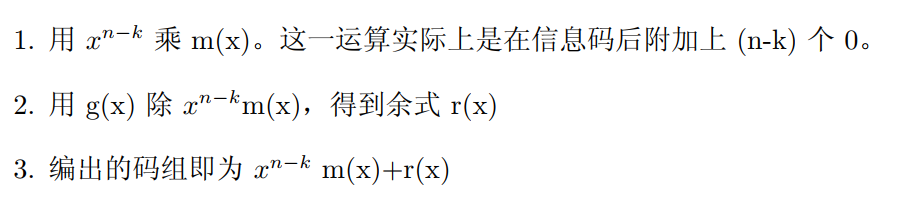 1. 用 x^{n-k} 乘 m(x)。这一运算实际上是在信息码后附加上 (n-k) 个 0。
2. 用 g(x) 除 x^{n-k}m(x)，得到余式 r(x)
3. 编出的码组即为 x^{n-k} m(x)+r(x)